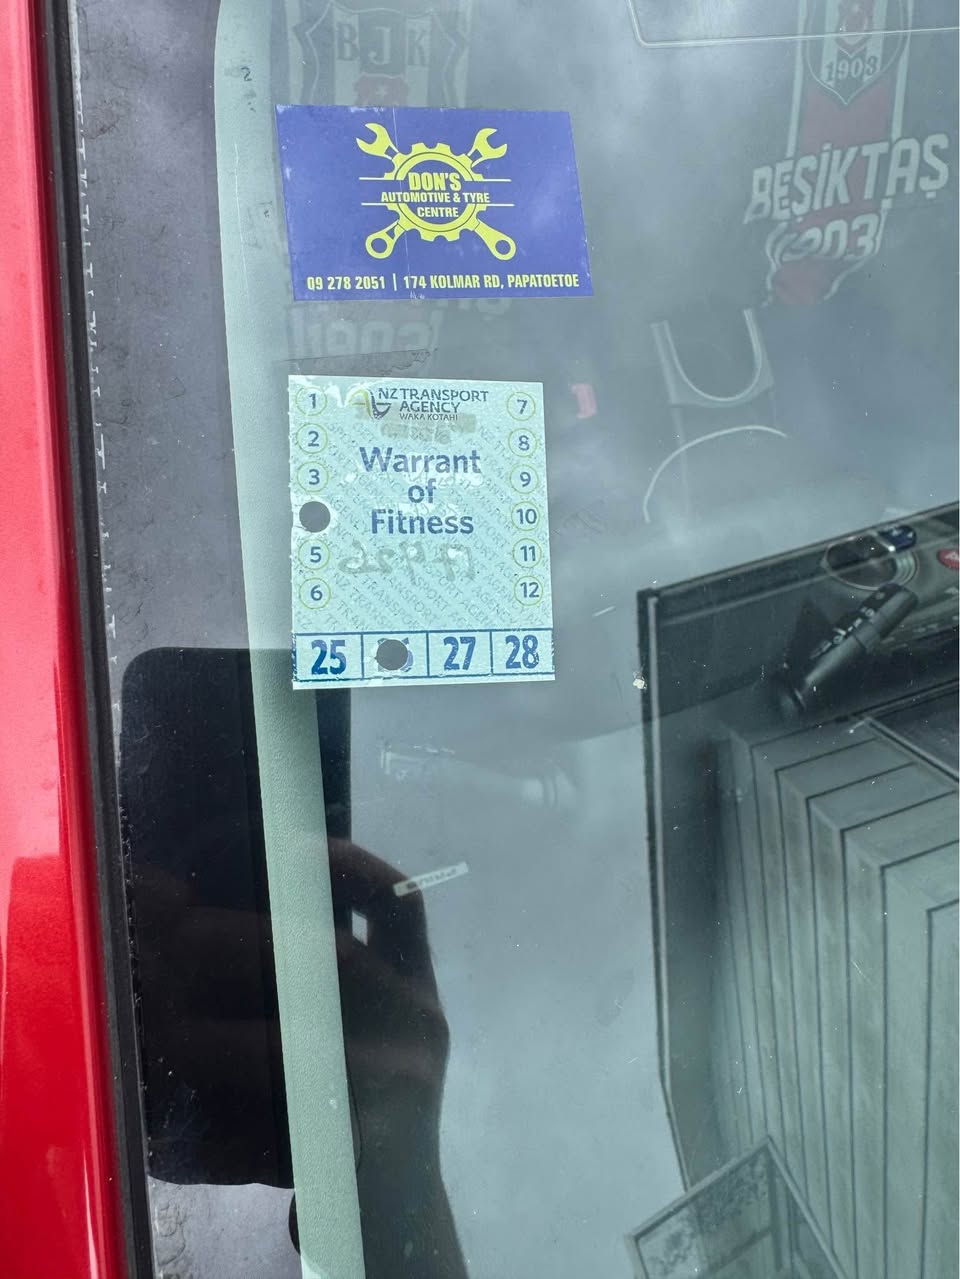 BJK
1903
DON'S
AUTOMOTIVE & TYRE
CENTRE
09 278 2051 | 174 KOLMAR RD, PAPATOETOE
BEŞİKTAŞ
1903
NZ TRANSPORT
AGENCY
WAKA KOTAHI
Warrant
of
Fitness
1
2
3
5
6
7
8
9
10
11
12
25
27
28